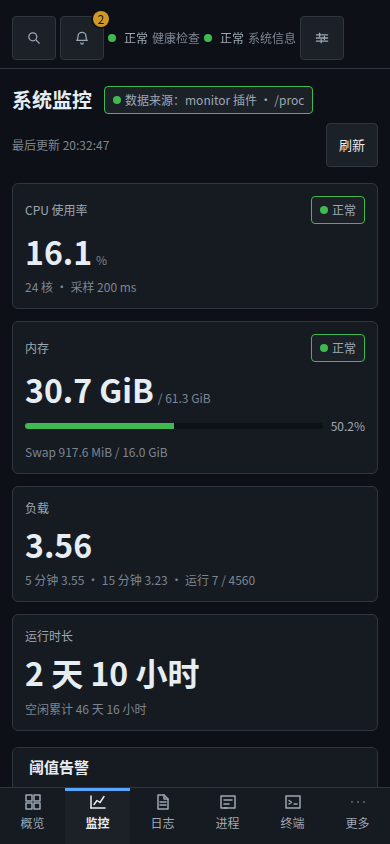 2
正常 健康检查 正常 系统信息
系统监控 数据来源：monitor 插件 · /proc
最后更新 20:32:47 刷新
CPU 使用率 正常
16.1 %
24 核 · 采样 200 ms
内存 正常
30.7 GiB / 61.3 GiB
50.2%
Swap 917.6 MiB / 16.0 GiB
负载
3.56
5 分钟 3.55 · 15 分钟 3.23 · 运行 7 / 4560
运行时长
2 天 10 小时
空闲累计 46 天 16 小时
阈值告警
概览 监控 日志 进程 终端 更多